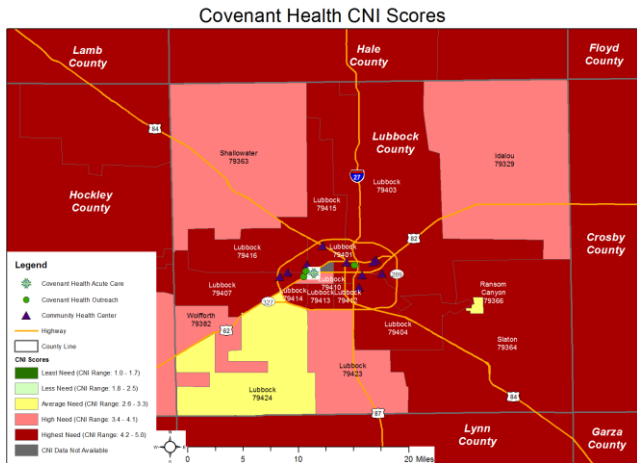 Covenant Health CNI Scores
Lamb
County
Hale
County
Floyd
County
84
Shallowater
79363
Lubbock
County
Idalou
79329
27
Lubbock
79403
Hockley
County
Lubbock
79415
Crosby
County
82
Lubbock
79416
Lubbock
79401
Legend
Covenant Health Acute Care
Covenant Health Outreach
Community Health Center
Highway
County Line
CNI Scores
Least Need (CNI Range: 1.0 - 1.7)
Less Need (CNI Range: 1.8 - 2.5)
Average Need (CNI Range: 2.6 - 3.3)
High Need (CNI Range: 3.4 - 4.1)
Highest Need (CNI Range: 4.2 - 5.0)
CNI Data Not Available
Lubbock
79407
Lubbock
79410
Lubbock
79414
Lubbock
79413
Lubbock
79412
Ransom
Canyon
79366
327
Wolfforth
79382
62
Lubbock
79404
Slaton
79364
Lubbock
79423
Lubbock
79424
84
87
Lynn
County
Garza
County
0 5 10 20 Miles